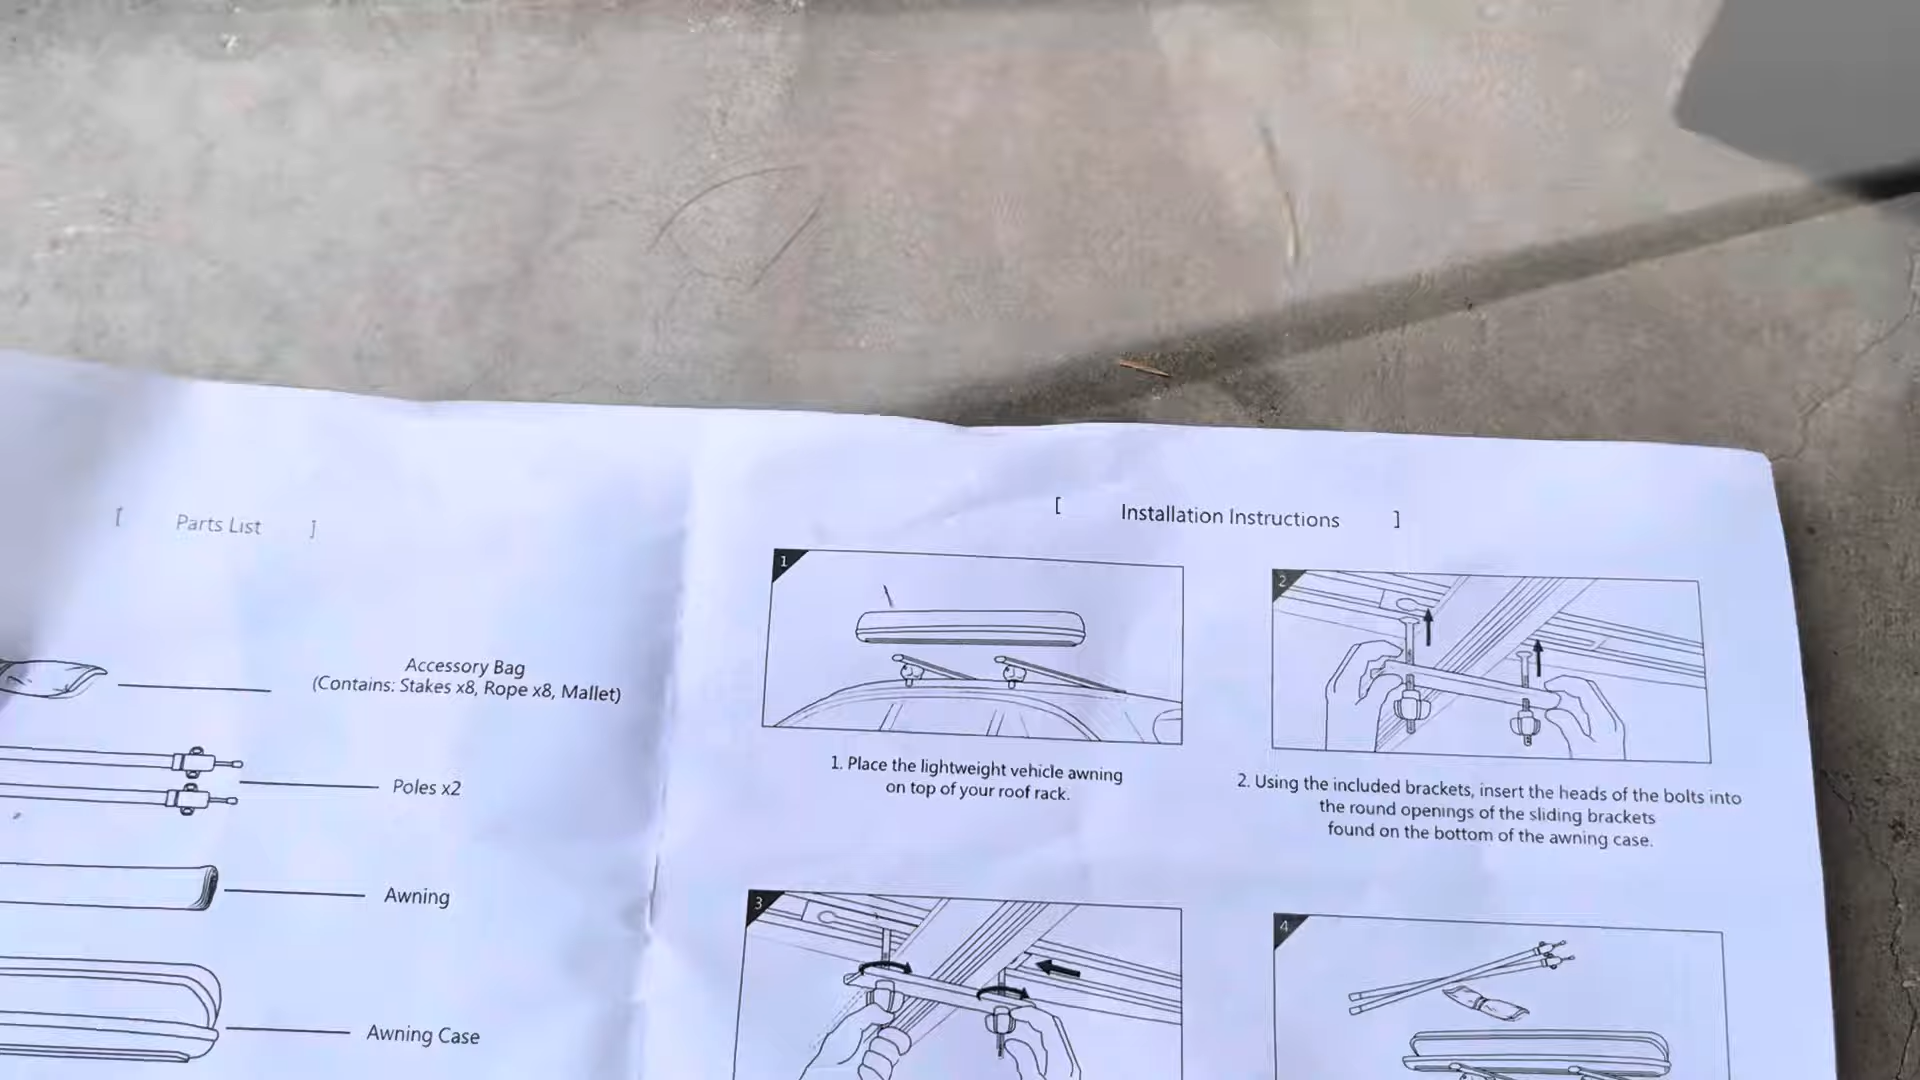 [ Parts List ]
Accessory Bag
(Contains: Stakes x8, Rope x8, Mallet)
Poles x2
Awning
Awning Case
[ Installation Instructions ]
1
1. Place the lightweight vehicle awning
on top of your roof rack.
2
2. Using the included brackets, insert the heads of the bolts into
the round openings of the sliding brackets
found on the bottom of the awning case.
3
4